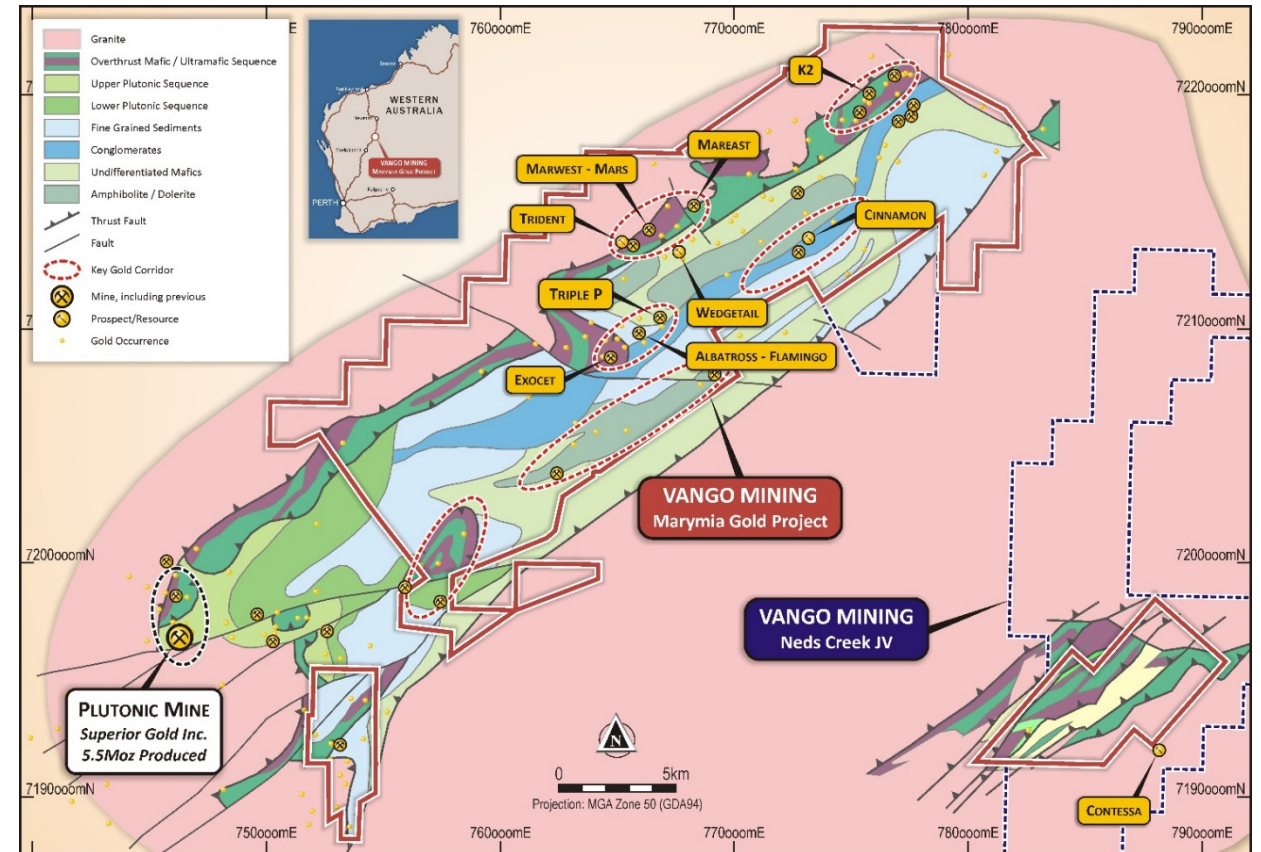 760000mE
770000mE
780000mE
790000mE
Granite
Overthrust Mafic / Ultramafic Sequence
Upper Plutonic Sequence
Lower Plutonic Sequence
Fine Grained Sediments
Conglomerates
Undifferentiated Mafics
Amphibolite / Dolerite
Thrust Fault
Fault
Key Gold Corridor
Mine, including previous
Prospect/Resource
Gold Occurrence
WESTERN
AUSTRALIA
VANGO MINING
MARYMIA GOLD PROJECT
PERTH
K2
7220000mN
MAREAST
MARWEST - MARS
TRIDENT
CINNAMON
TRIPLE P
WEDGETAIL
7210000mN
ALBATROSS - FLAMINGO
EXOCET
VANGO MINING
Marymia Gold Project
7200000mN
7200000mN
VANGO MINING
Neds Creek JV
PLUTONIC MINE
Superior Gold Inc.
5.5Moz Produced
N
0 5km
Projection: MGA Zone 50 (GDA94)
7190000mN
7190000mN
CONTESSA
750000mE
760000mE
770000mE
780000mE
790000mE